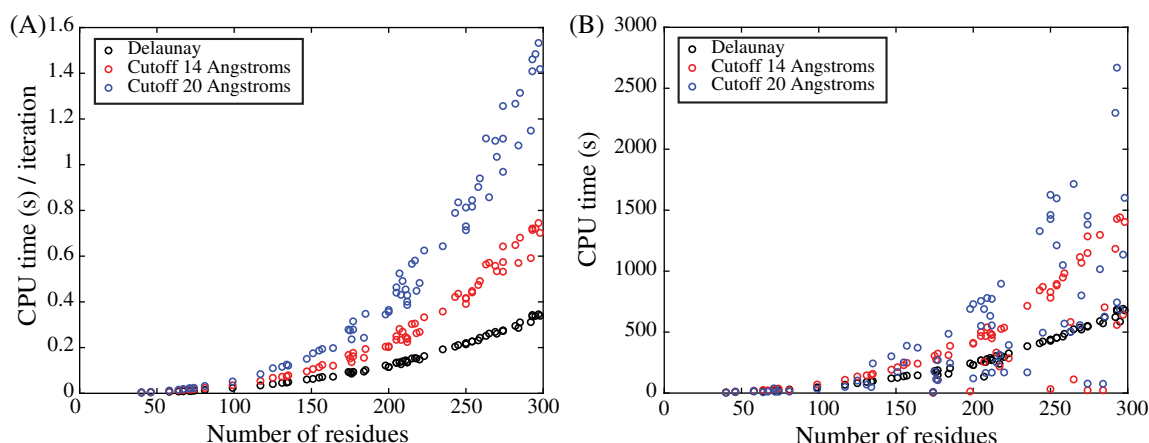 (A)
1.6
1.4
1.2
1
0.8
0.6
0.4
0.2
0
CPU time (s) / iteration
Delaunay
Cutoff 14 Angstroms
Cutoff 20 Angstroms
0 50 100 150 200 250 300
Number of residues
(B)
3000
2500
2000
1500
1000
500
0
CPU time (s)
Delaunay
Cutoff 14 Angstroms
Cutoff 20 Angstroms
0 50 100 150 200 250 300
Number of residues